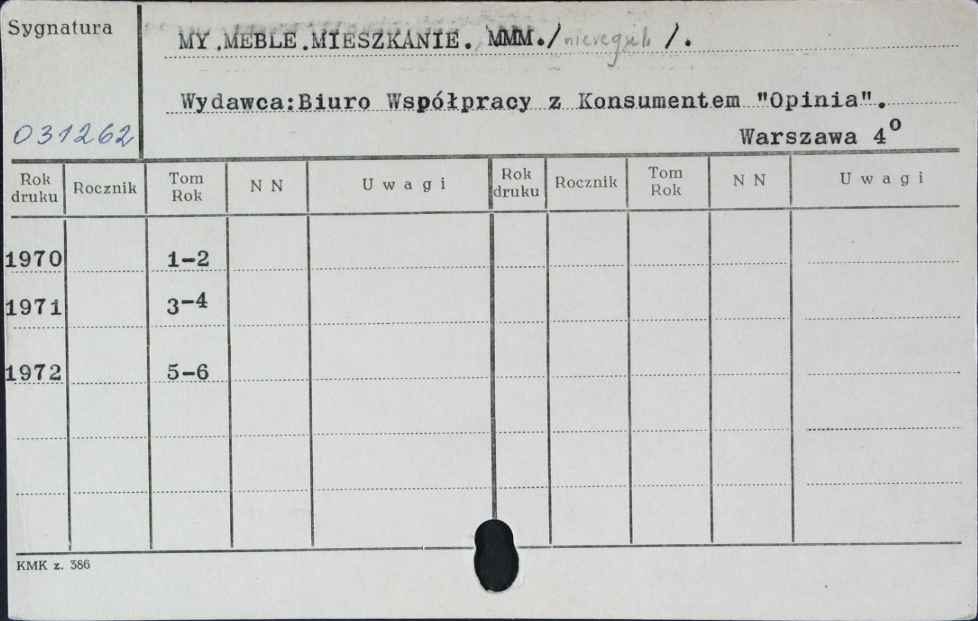 Sygnatura
MY.MEBLE.MIESZKANIE. MMM./nieregul./.
Wydawca:Biuro Współpracy z Konsumentem "Opinia".
031262
Warszawa 4°
Rok druku Rocznik Tom Rok N N U w a g i Rok druku Rocznik Tom Rok N N U w a g i
1970 1-2
1971 3-4
1972 5-6
KMK z. 386